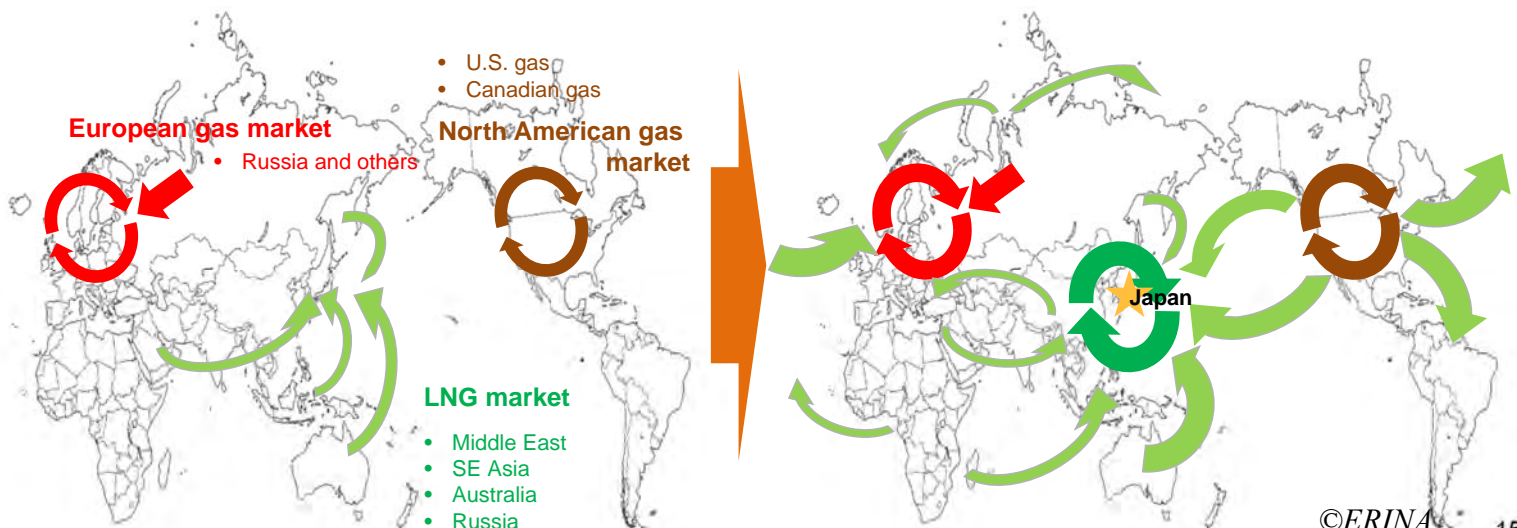 • U.S. gas
• Canadian gas
European gas market
• Russia and others
North American gas
market
LNG market
• Middle East
• SE Asia
• Australia
• Russia
Japan
©ERINA